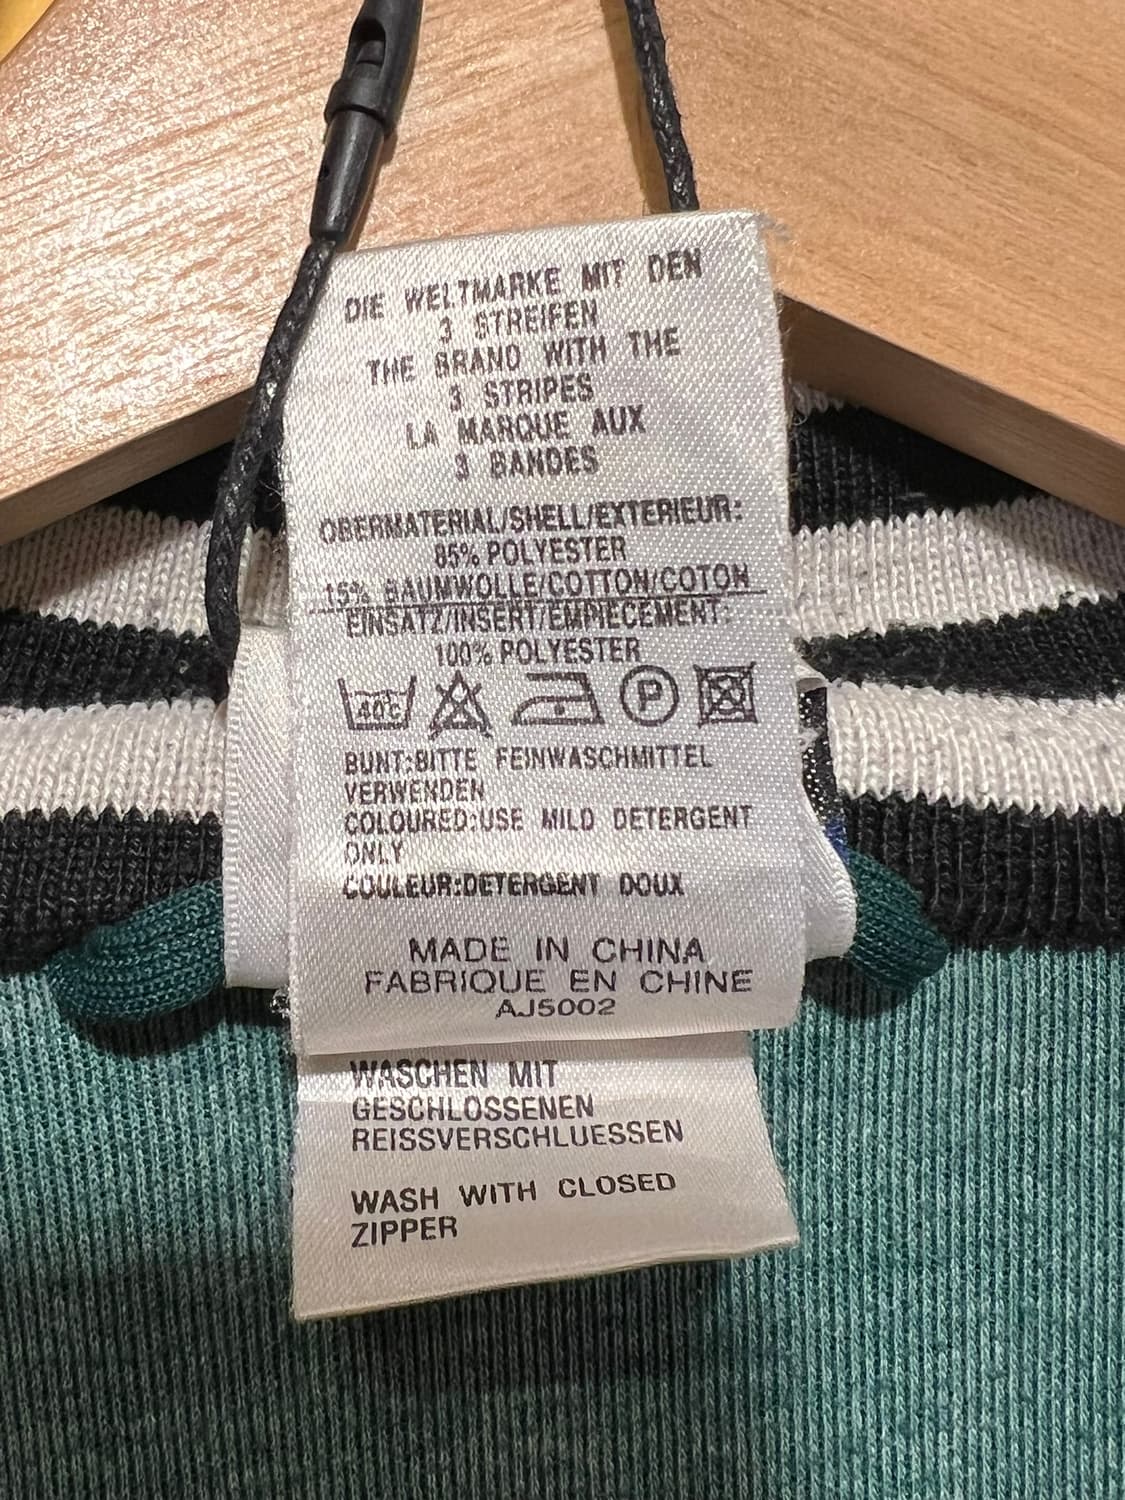 DIE WELTMARKE MIT DEN
3 STREIFEN
THE BRAND WITH THE
3 STRIPES
LA MARQUE AUX
3 BANDES
OBERMATERIAL/SHELL/EXTERIEUR:
85% POLYESTER
15% BAUMWOLLE/COTTON/COTON
EINSATZ/INSERT/EMPIECEMENT:
100% POLYESTER
40°C P
BUNT:BITTE FEINWASCHMITTEL
VERWENDEN
COLOURED:USE MILD DETERGENT
ONLY
COULEUR:DETERGENT DOUX
MADE IN CHINA
FABRIQUE EN CHINE
AJ5002
WASCHEN MIT
GESCHLOSSENEN
REISSVERSCHLUESSEN
WASH WITH CLOSED
ZIPPER